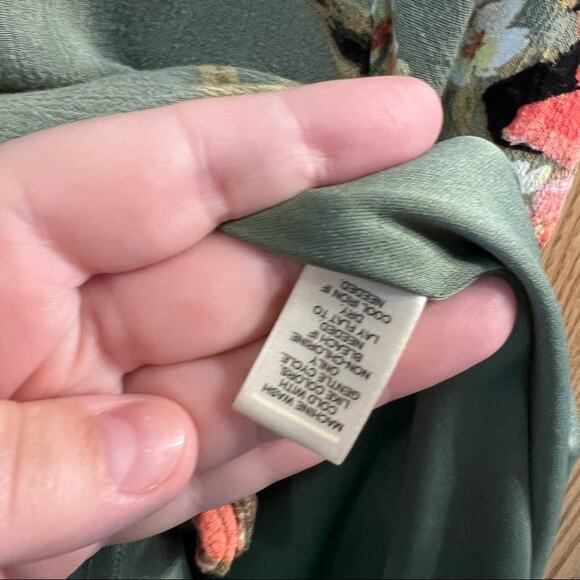 MACHINE WASH
COLD WITH
LIKE COLORS,
GENTLE CYCLE.
ONLY
NON-CHLORINE
BLEACH IF
NEEDED.
LAY FLAT TO
DRY.
COOL IRON IF
NEEDED.